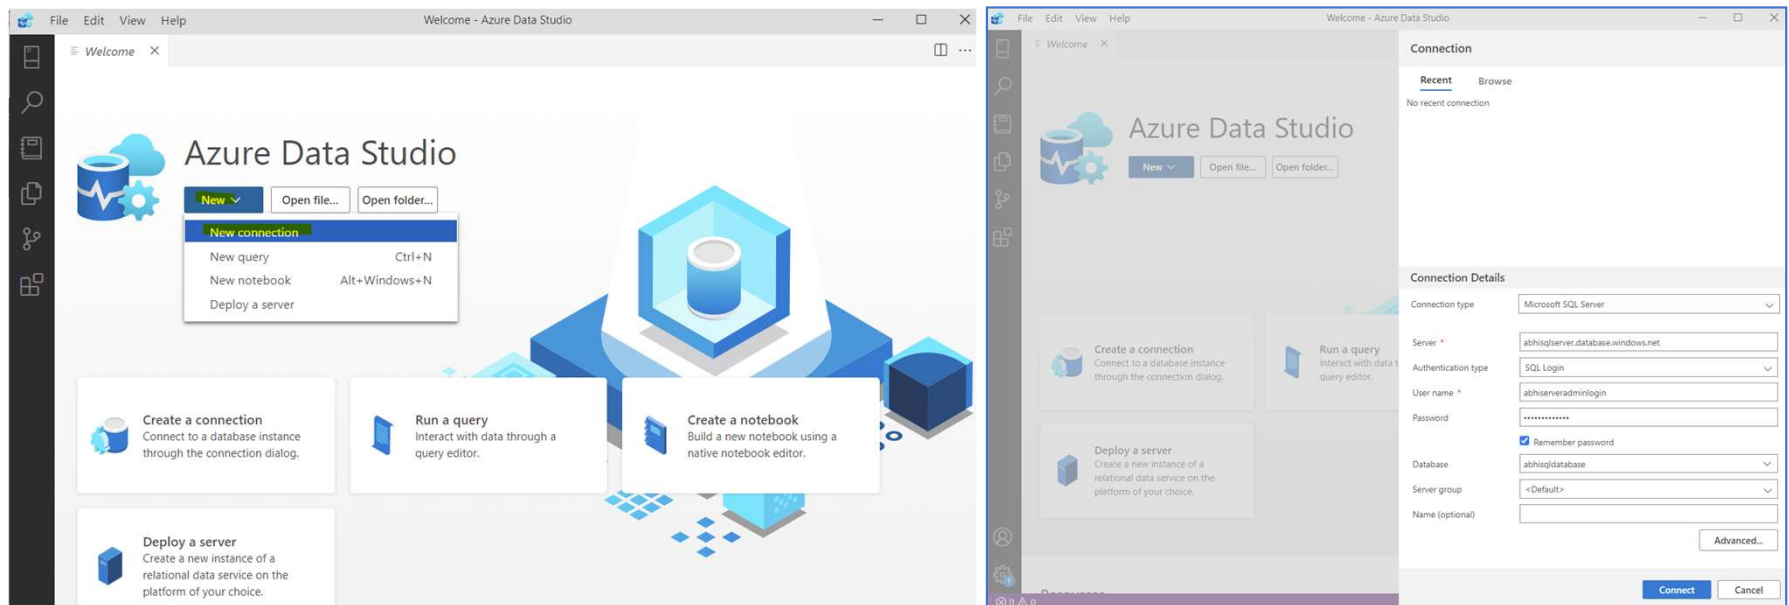 File Edit View Help
Welcome - Azure Data Studio
Welcome
Azure Data Studio
New
Open file...
Open folder...
New connection
New query Ctrl+N
New notebook Alt+Windows+N
Deploy a server
Create a connection
Connect to a database instance
through the connection dialog.
Run a query
Interact with data through a
query editor.
Create a notebook
Build a new notebook using a
native notebook editor.
Deploy a server
Create a new instance of a
relational data service on the
platform of your choice.
File Edit View Help
Welcome - Azure Data Studio
Welcome
Azure Data Studio
New
Open file...
Open folder...
Create a connection
Connect to a database instance
through the connection dialog.
Run a query
Interact with data
query editor.
Deploy a server
Create a new instance of a
relational data service on the
platform of your choice.
0 0
Connection
Recent Browse
No recent connection
Connection Details
Connection type Microsoft SQL Server
Server * abhisqlserver.database.windows.net
Authentication type SQL Login
User name * abhiserveradminlogin
Password •••••••••••••
Remember password
Database abhisqldatabase
Server group <Default>
Name (optional)
Advanced...
Connect Cancel